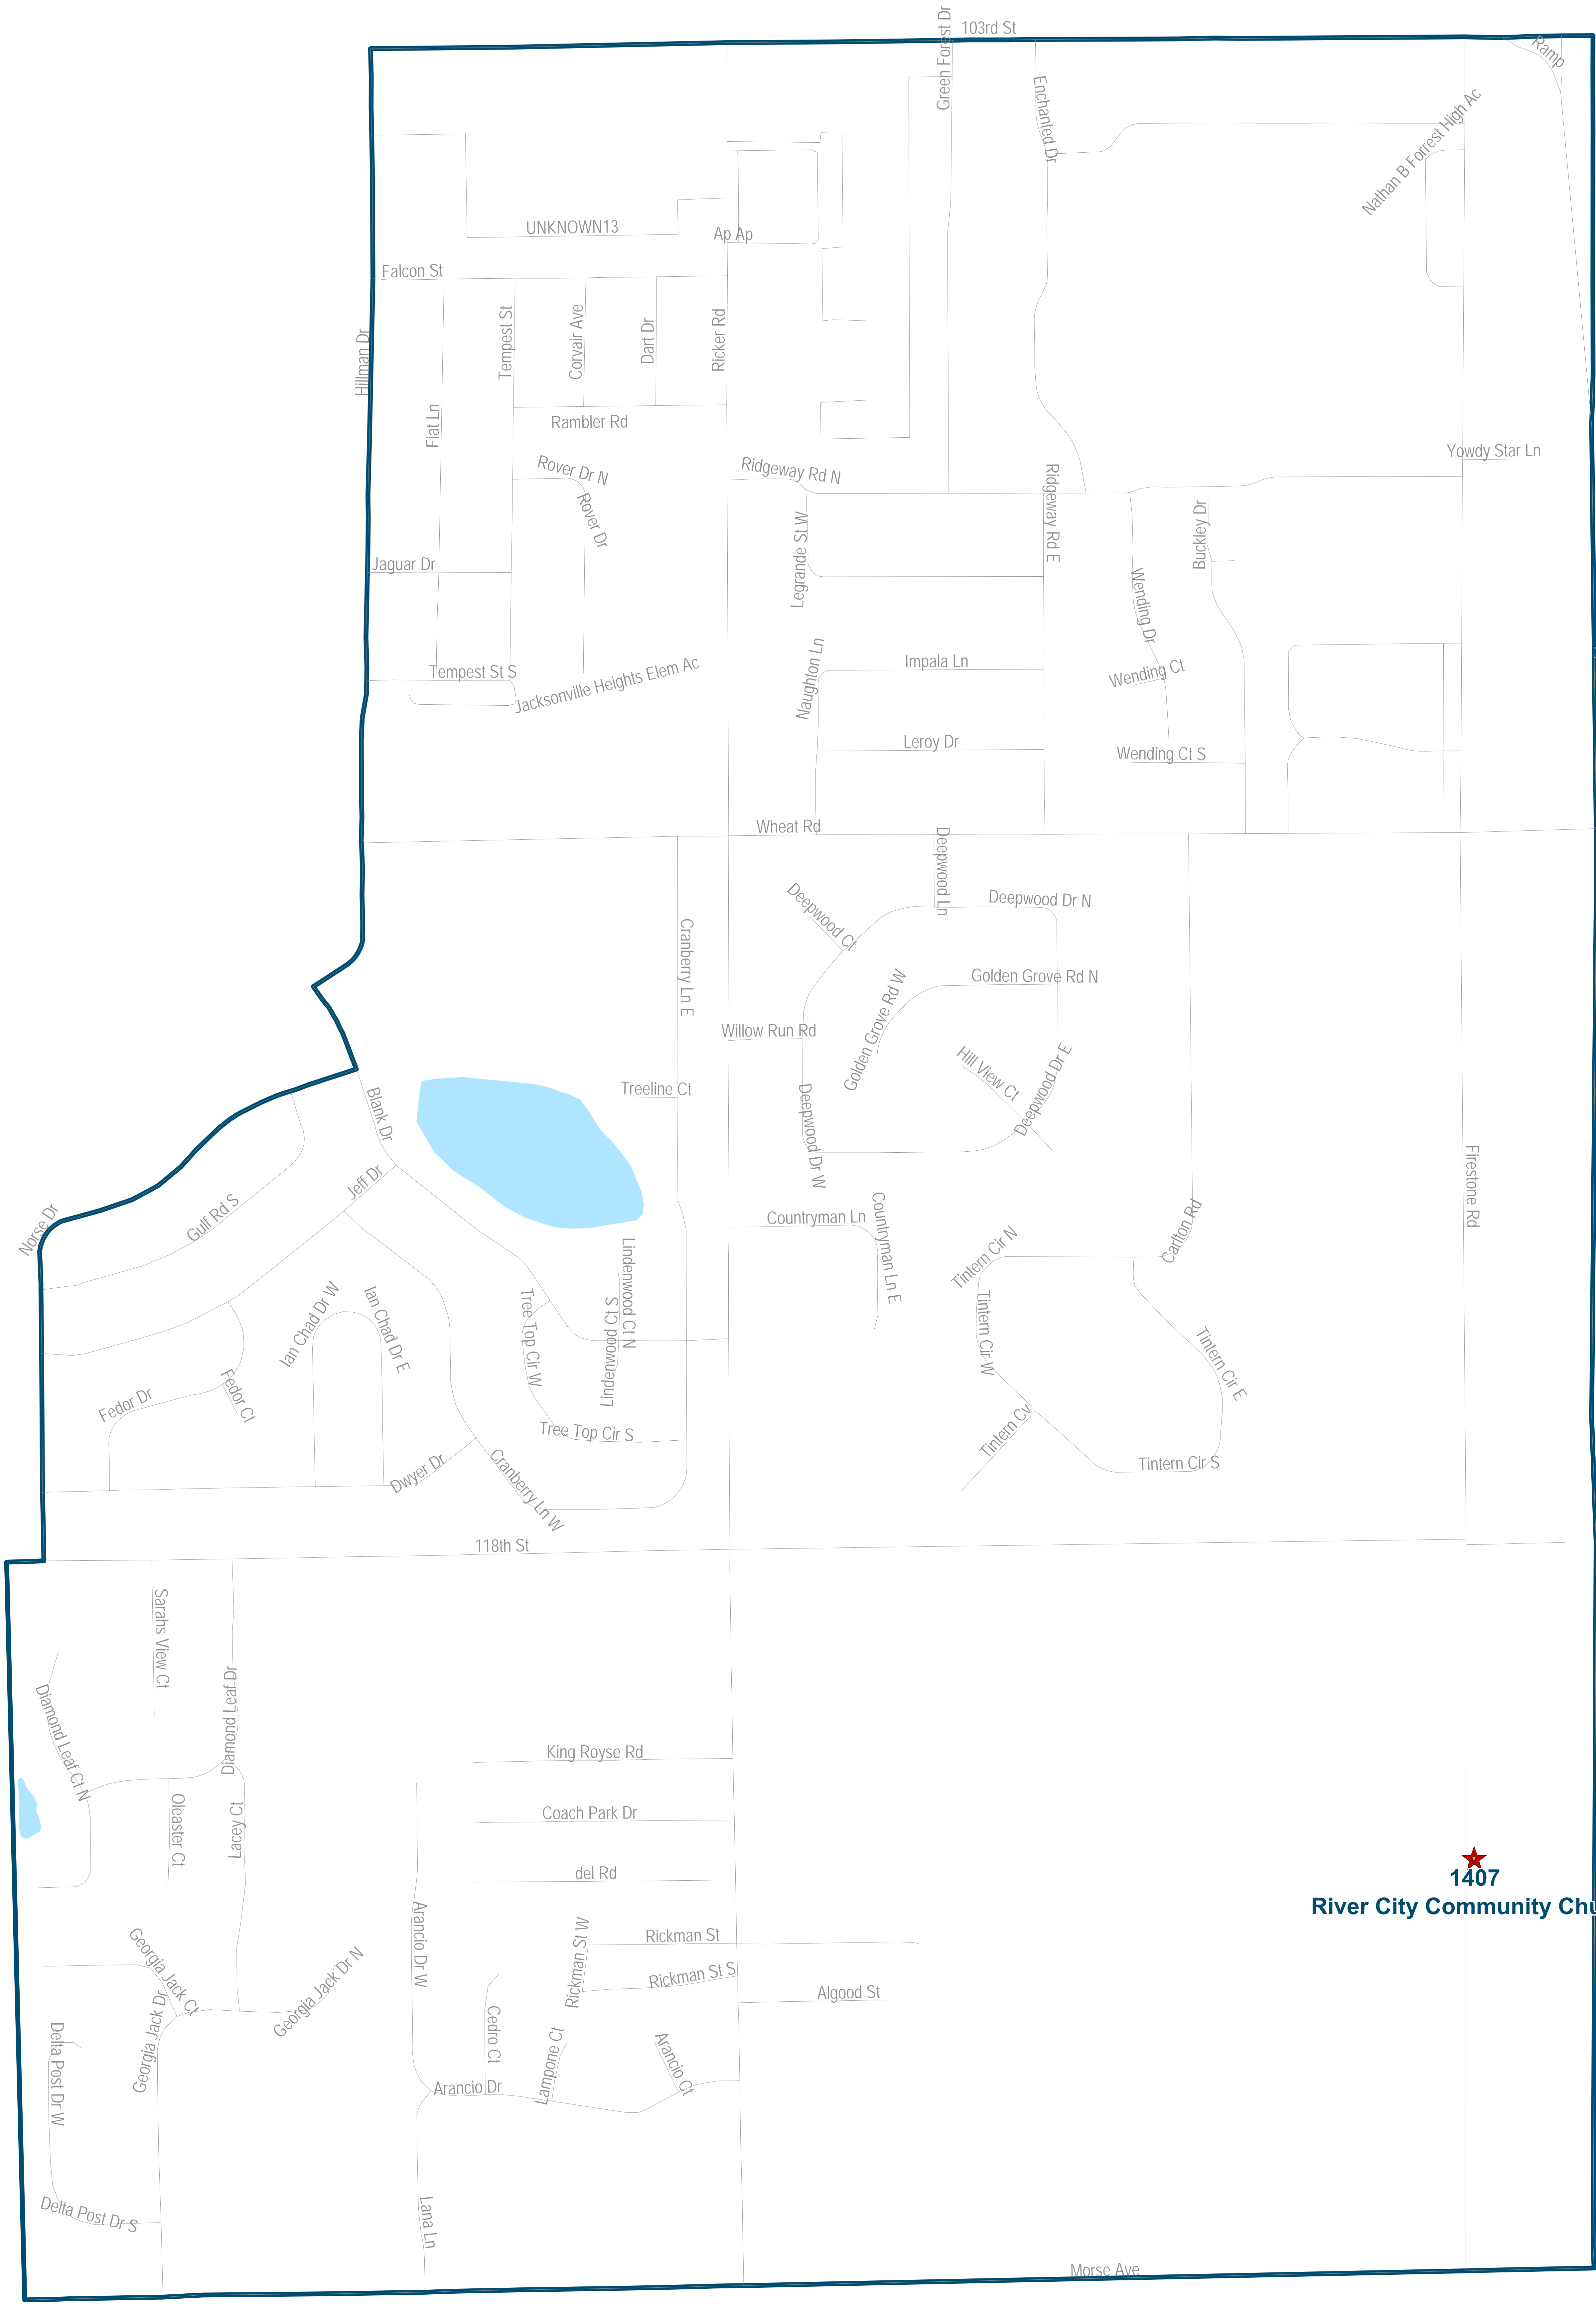 103rd St
Green Forest Dr
Ramp
Enchanted Dr
Nathan B Forrest High Ac
UNKNOWN13
Ap Ap
Falcon St
Hillman Dr
Tempest St
Corvair Ave
Dart Dr
Ricker Rd
Fiat Ln
Rambler Rd
Yowdy Star Ln
Rover Dr N
Ridgeway Rd N
Ridgeway Rd E
Rover Dr
Legrande St W
Buckley Dr
Jaguar Dr
Wending Dr
Tempest St S
Jacksonville Heights Elem Ac
Naughton Ln
Impala Ln
Wending Ct
Leroy Dr
Wending Ct S
Wheat Rd
Deepwood Ln
Deepwood Ct
Deepwood Dr N
Cranberry Ln E
Golden Grove Rd W
Golden Grove Rd N
Willow Run Rd
Hill View Ct
Deepwood Dr E
Treeline Ct
Blank Dr
Deepwood Dr W
Jeff Dr
Firestone Rd
Norse Dr
Gulf Rd S
Countryman Ln
Countryman Ln E
Carlton Rd
Tintern Cir N
Lindenwood Ct N
Lindenwood Ct S
Ian Chad Dr W
Ian Chad Dr E
Tree Top Cir W
Tintern Cir W
Tintern Cir E
Fedor Dr
Fedor Ct
Tree Top Cir S
Tintern Cv
Dwyer Dr
Cranberry Ln W
Tintern Cir S
118th St
Sarahs View Ct
Diamond Leaf Dr
Diamond Leaf Ct N
King Royse Rd
Oleaster Ct
Lacey Ct
Coach Park Dr
del Rd
1407
River City Community Chu
Arancio Dr W
Georgia Jack Ct
Georgia Jack Dr N
Rickman St W
Rickman St
Rickman St S
Algood St
Georgia Jack Dr
Delta Post Dr W
Cedro Ct
Lampone Ct
Arancio Ct
Arancio Dr
Delta Post Dr S
Lana Ln
Morse Ave